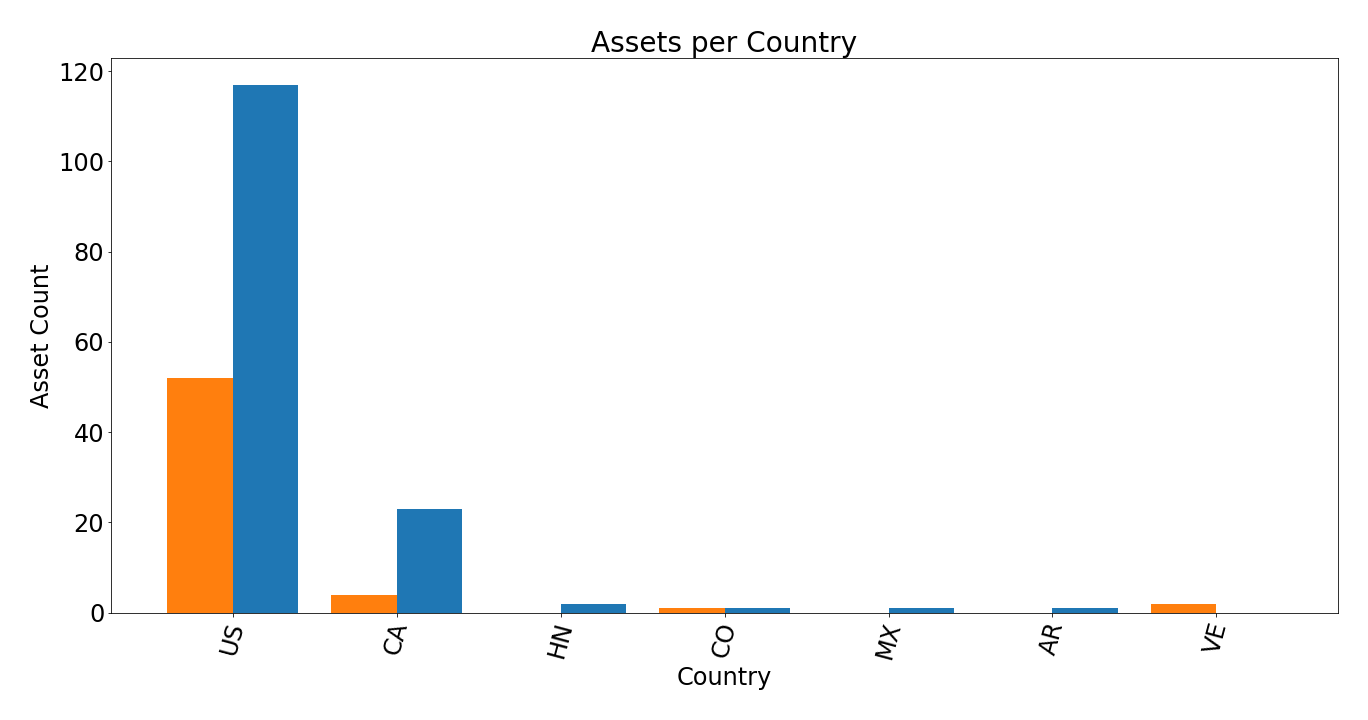 Assets per Country
120
100
80
60
40
20
0
Asset Count
US
CA
HN
CO
MX
AR
VE
Country